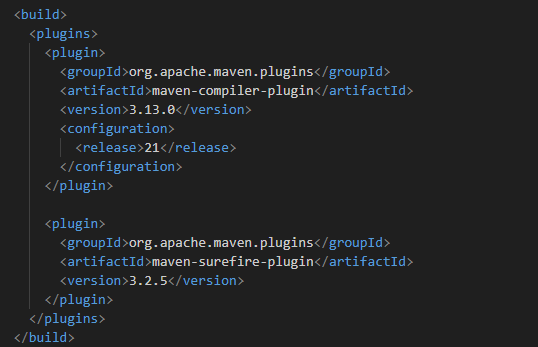 <build>
<plugins>
<plugin>
<groupId>org.apache.maven.plugins</groupId>
<artifactId>maven-compiler-plugin</artifactId>
<version>3.13.0</version>
<configuration>
<release>21</release>
</configuration>
</plugin>
<plugin>
<groupId>org.apache.maven.plugins</groupId>
<artifactId>maven-surefire-plugin</artifactId>
<version>3.2.5</version>
</plugin>
</plugins>
</build>